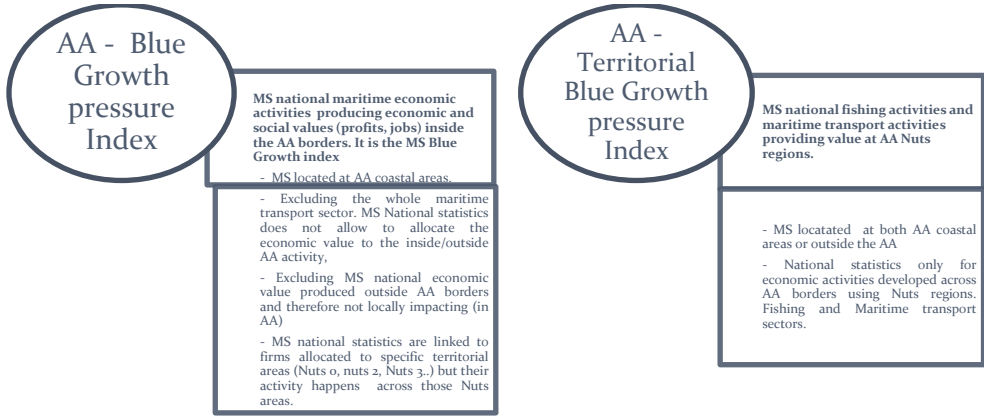 AA - Blue
Growth
pressure
Index
MS national maritime economic
activities producing economic and
social values (profits, jobs) inside
the AA borders. It is the MS Blue
Growth index
- MS located at AA coastal areas.
- Excluding the whole maritime
transport sector. MS National statistics
does not allow to allocate the
economic value to the inside/outside
AA activity,
- Excluding MS national economic
value produced outside AA borders
and therefore not locally impacting (in
AA)
- MS national statistics are linked to
firms allocated to specific territorial
areas (Nuts 0, nuts 2, Nuts 3..) but their
activity happens across those Nuts
areas.
AA -
Territorial
Blue Growth
pressure
Index
MS national fishing activities and
maritime transport activities
providing value at AA Nuts
regions.
- MS locatated at both AA coastal
areas or outside the AA
- National statistics only for
economic activities developed across
AA borders using Nuts regions.
Fishing and Maritime transport
sectors.